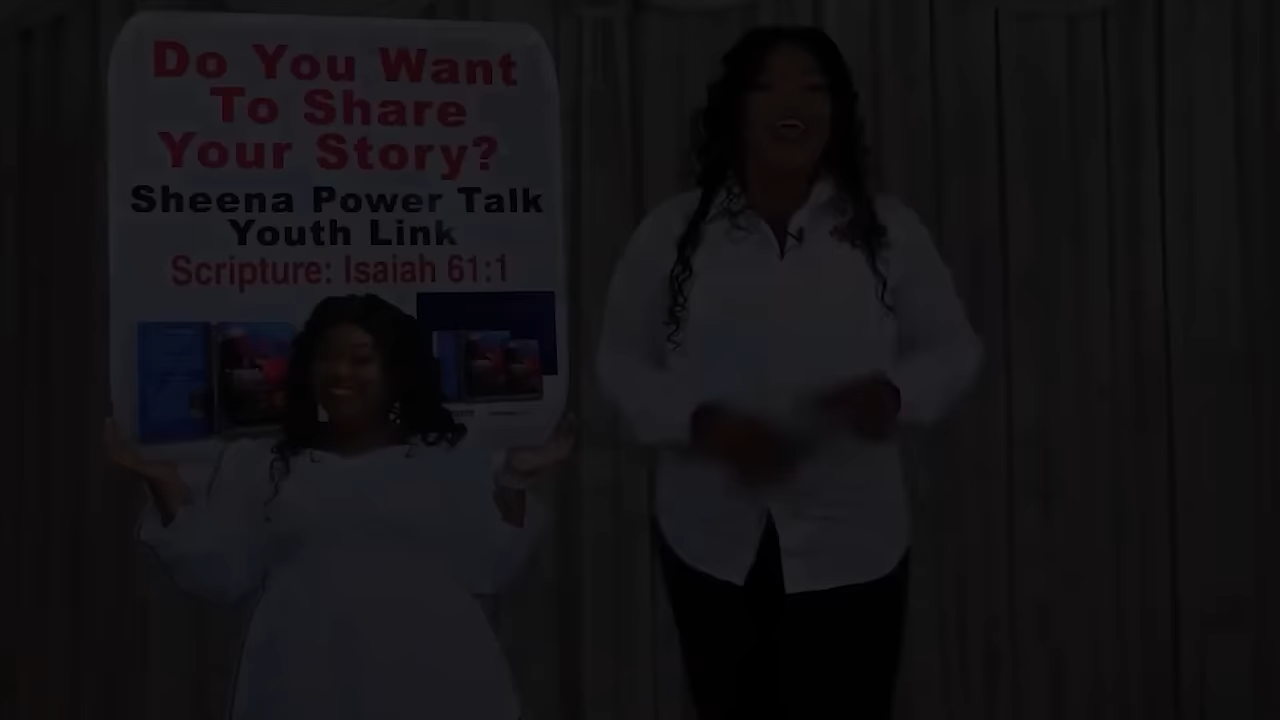 Do You Want
To Share
Your Story?
Sheena Power Talk
Youth Link
Scripture: Isaiah 61:1